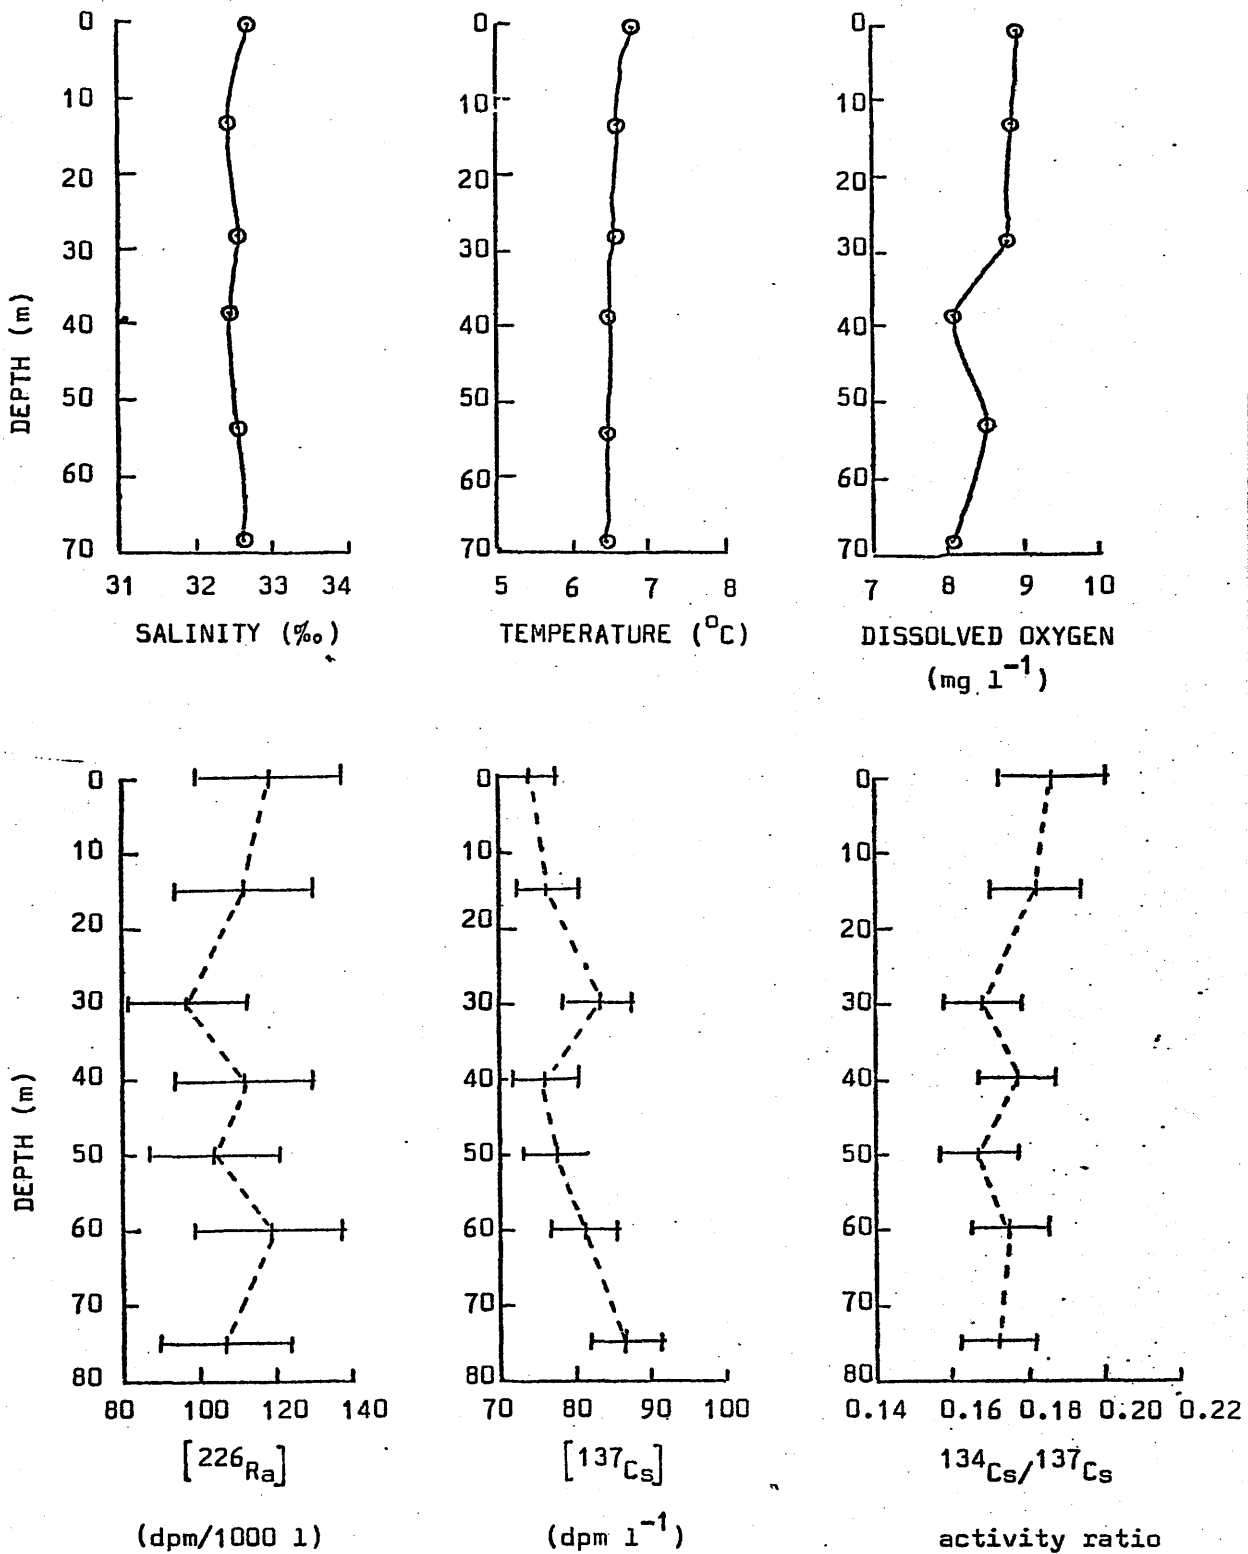 DEPTH (m)
0
10
20
30
40
50
60
70
31 32 33 34
SALINITY (‰)
0
10
20
30
40
50
60
70
5 6 7 8
TEMPERATURE (°C)
0
10
20
30
40
50
60
70
7 8 9 10
DISSOLVED OXYGEN
(mg l⁻¹)
DEPTH (m)
0
10
20
30
40
50
60
70
80
80 100 120 140
[²²⁶Ra]
(dpm/1000 l)
0
10
20
30
40
50
60
70
80
70 80 90 100
[¹³⁷Cs]
(dpm l⁻¹)
0
10
20
30
40
50
60
70
80
0.14 0.16 0.18 0.20 0.22
¹³⁴Cs/¹³⁷Cs
activity ratio